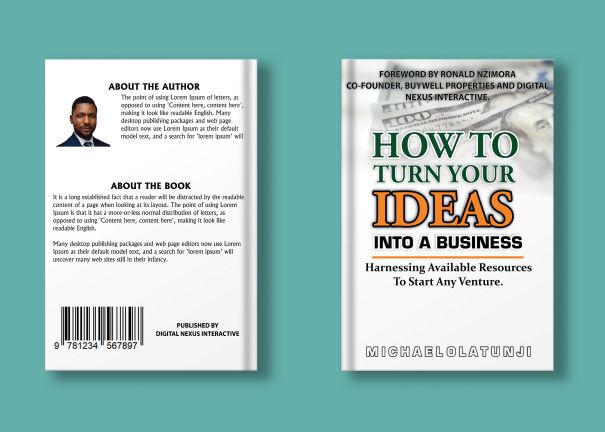 ABOUT THE AUTHOR
The point of using Lorem Ipsum of letters, as
opposed to using 'Content here, content here',
making it look like readable English. Many
desktop publishing packages and web page
editors now use Lorem Ipsum as their default
model text, and a search for 'lorem ipsum' will
ABOUT THE BOOK
It is a long established fact that a reader will be distracted by the readable
content of a page when looking at its layout. The point of using Lorem
Ipsum is that it has a more-or-less normal distribution of letters, as
opposed to using 'Content here, content here', making it look like
readable English.
Many desktop publishing packages and web page editors now use Lorem
Ipsum as their default model text, and a search for 'lorem ipsum' will
uncover many web sites still in their infancy.
9 781234 567897
PUBLISHED BY
DIGITAL NEXUS INTERACTIVE
FOREWORD BY RONALD NZIMORA
CO-FOUNDER, BUYWELL PROPERTIES AND DIGITAL
NEXUS INTERACTIVE.
100
HOW TO
TURN YOUR
IDEAS
INTO A BUSINESS
Harnessing Available Resources
To Start Any Venture.
MICHAEL OLATUNJI